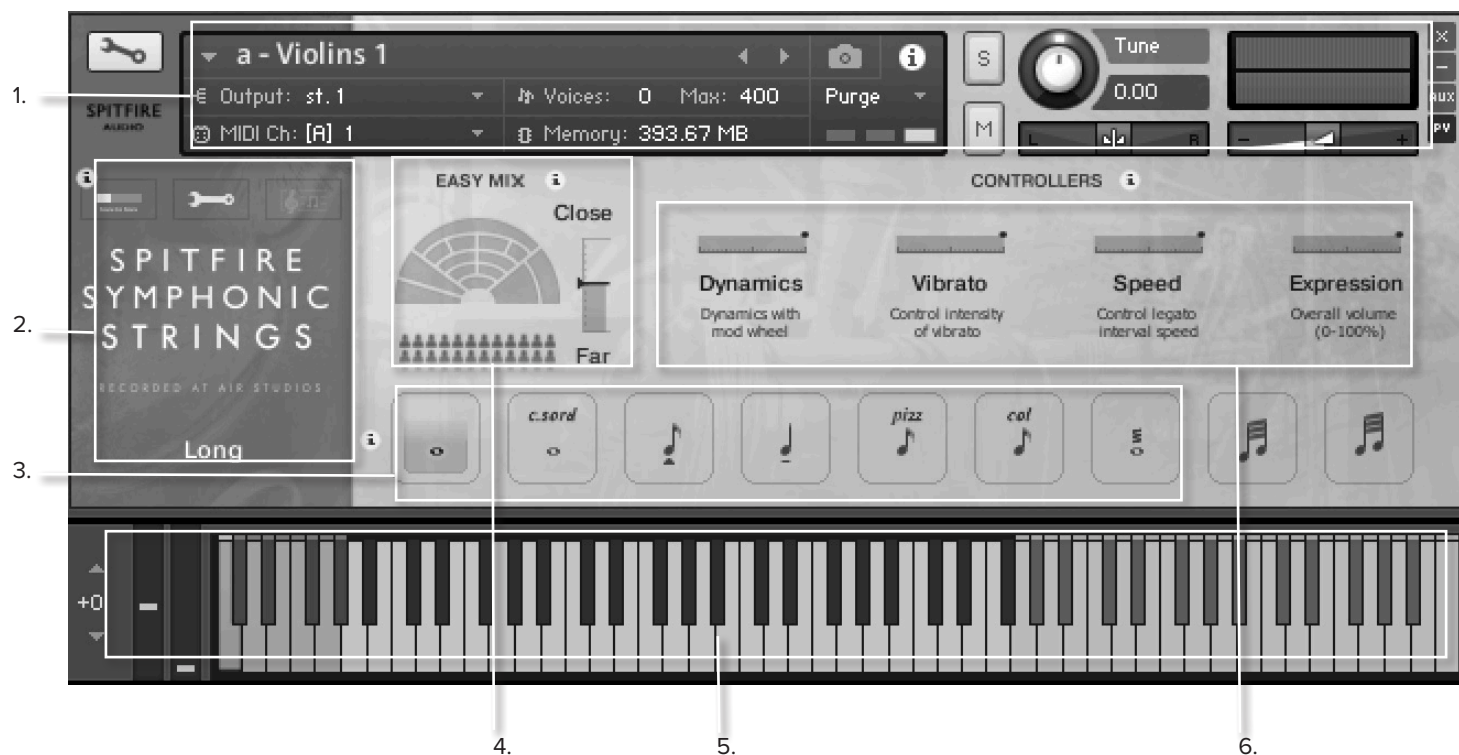 a - Violins 1
S
Tune
X
–
1.
Output: st. 1
Voices: 0 Max: 400
Purge
0.00
AUX
SPITFIRE
AUDIO
MIDI Ch: [A] 1
Memory: 393.67 MB
M
L
R
-
+
PV
EASY MIX
CONTROLLERS
Close
Far
SPITFIRE
SYMPHONIC
STRINGS
2.
RECORDED AT AIR STUDIOS
Long
Dynamics
Dynamics with
mod wheel
Vibrato
Control intensity
of vibrato
Speed
Control legato
interval speed
Expression
Overall volume
(0-100%)
3.
c.sord
pizz
col
+0
4.
5.
6.